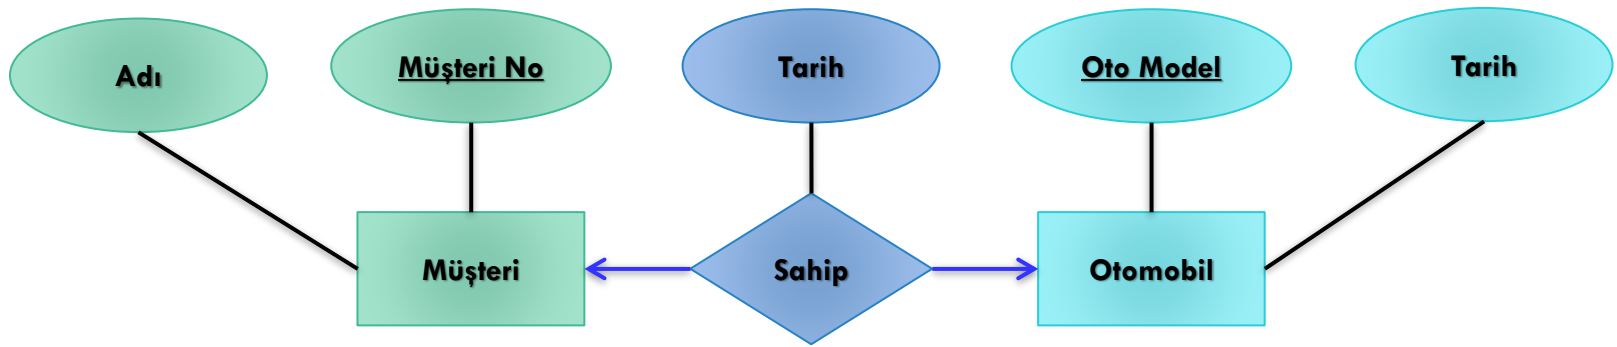 Adı
Müşteri No
Tarih
Oto Model
Tarih
Müşteri
Sahip
Otomobil